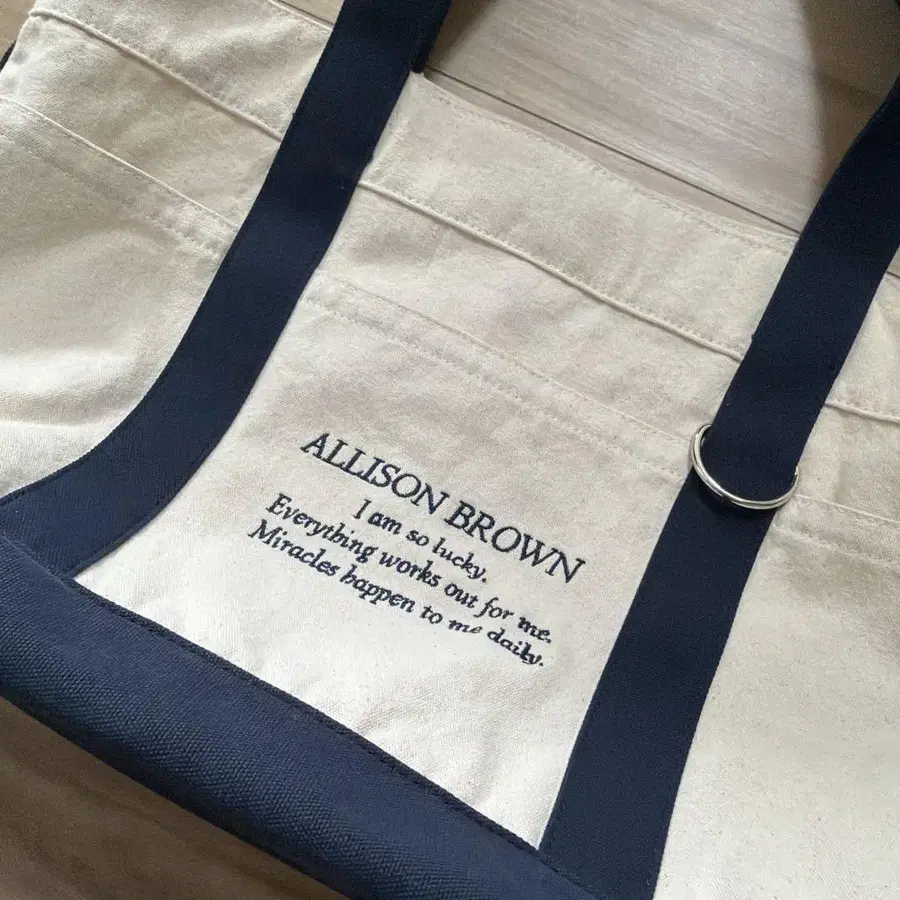 ALLISON BROWN
I am so lucky.
Everything works out for me.
Miracles happen to me daily.